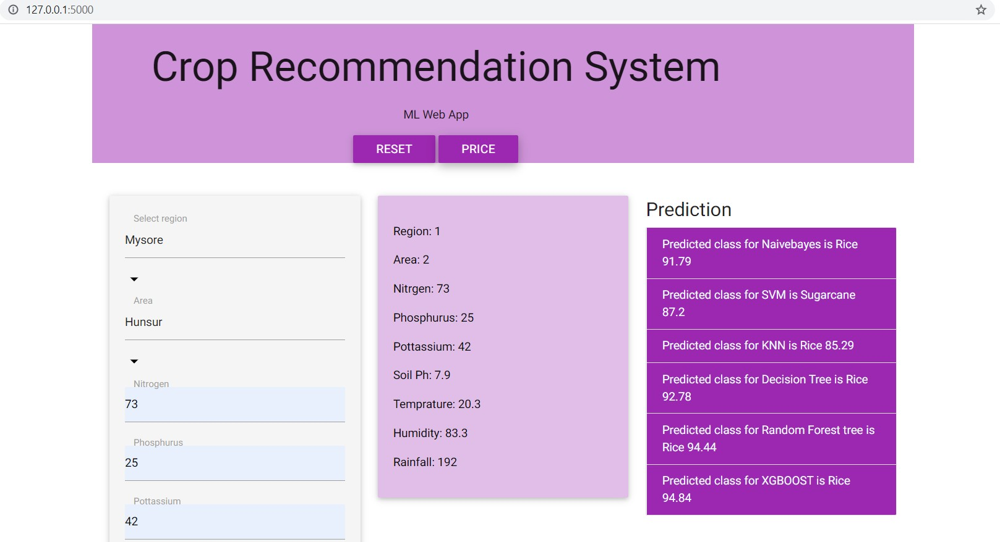 127.0.0.1:5000
Crop Recommendation System
ML Web App
RESET PRICE
Select region
Mysore
Area
Hunsur
Nitrogen
73
Phosphurus
25
Pottassium
42
Region: 1
Area: 2
Nitrgen: 73
Phosphurus: 25
Pottassium: 42
Soil Ph: 7.9
Temprature: 20.3
Humidity: 83.3
Rainfall: 192
Prediction
Predicted class for Naivebayes is Rice
91.79
Predicted class for SVM is Sugarcane
87.2
Predicted class for KNN is Rice 85.29
Predicted class for Decision Tree is Rice
92.78
Predicted class for Random Forest tree is
Rice 94.44
Predicted class for XGBOOST is Rice
94.84